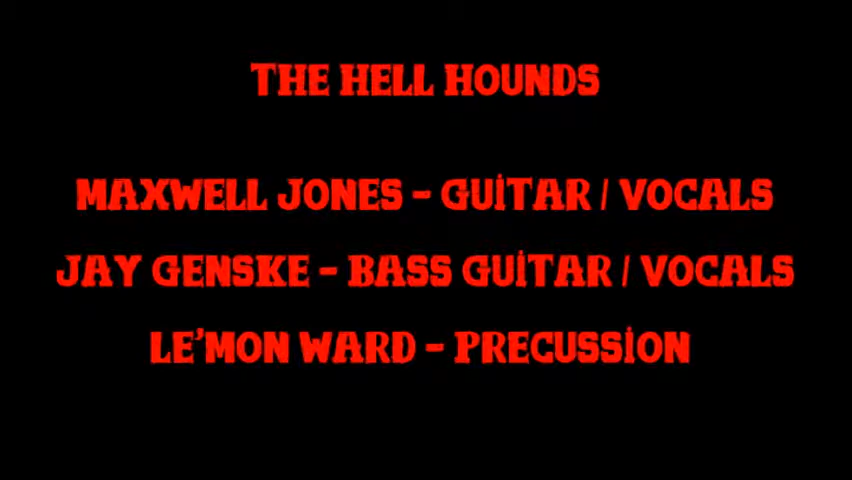 THE HELL HOUNDS
MAXWELL JONES - GUiTAR / VOCALS
JAY GENSKE - BASS GUiTAR / VOCALS
LE'MON WARD - PRECUSSiON